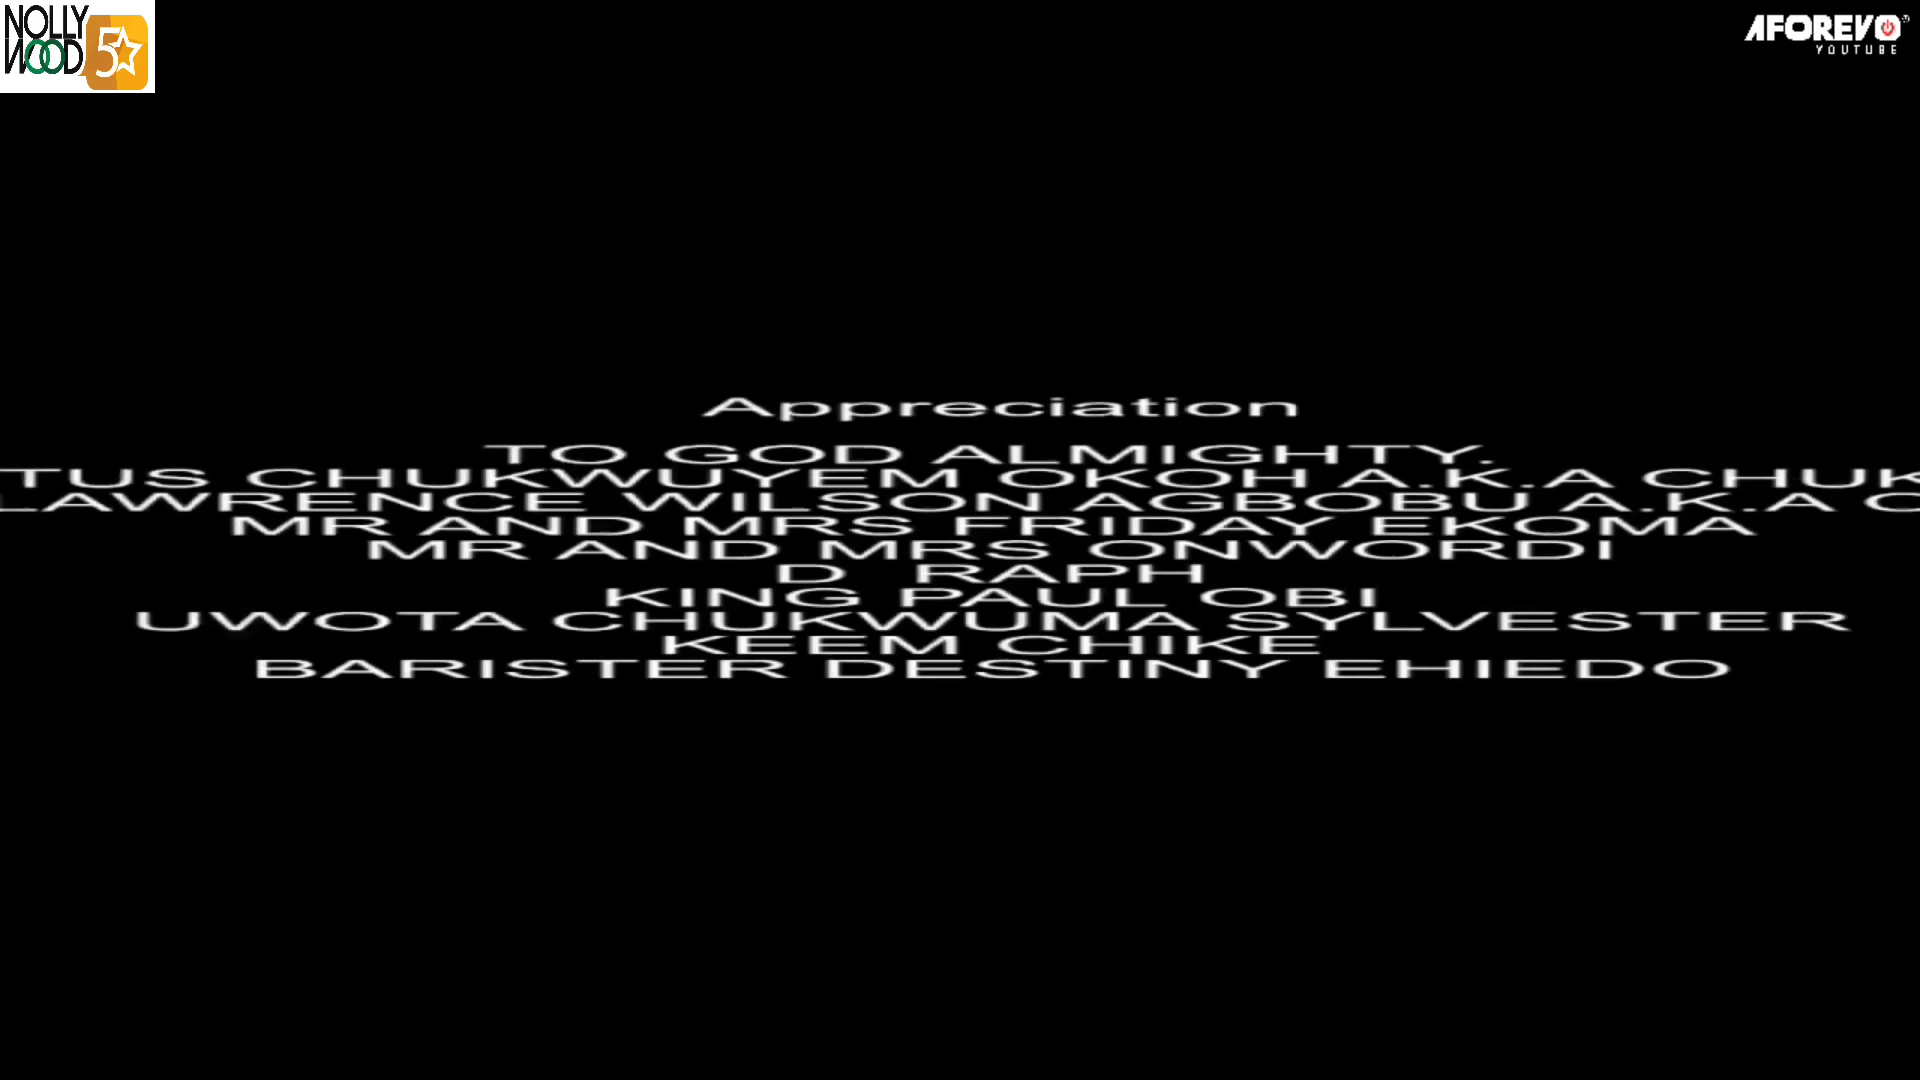 NOLLY
WOOD 5
AFOREVO
YOUTUBE
Appreciation
TO GOD ALMIGHTY.
TUS CHUKWUYEM OKOH A.K.A CHUK
LAWRENCE WILSON AGBOBU A.K.A
MR AND MRS FRIDAY EKOMA
MR AND MRS ONWORDI
D RAPH
KING PAUL OBI
UWOTA CHUKWUMA SYLVESTER
KEEM CHIKE
BARISTER DESTINY EHIEDO